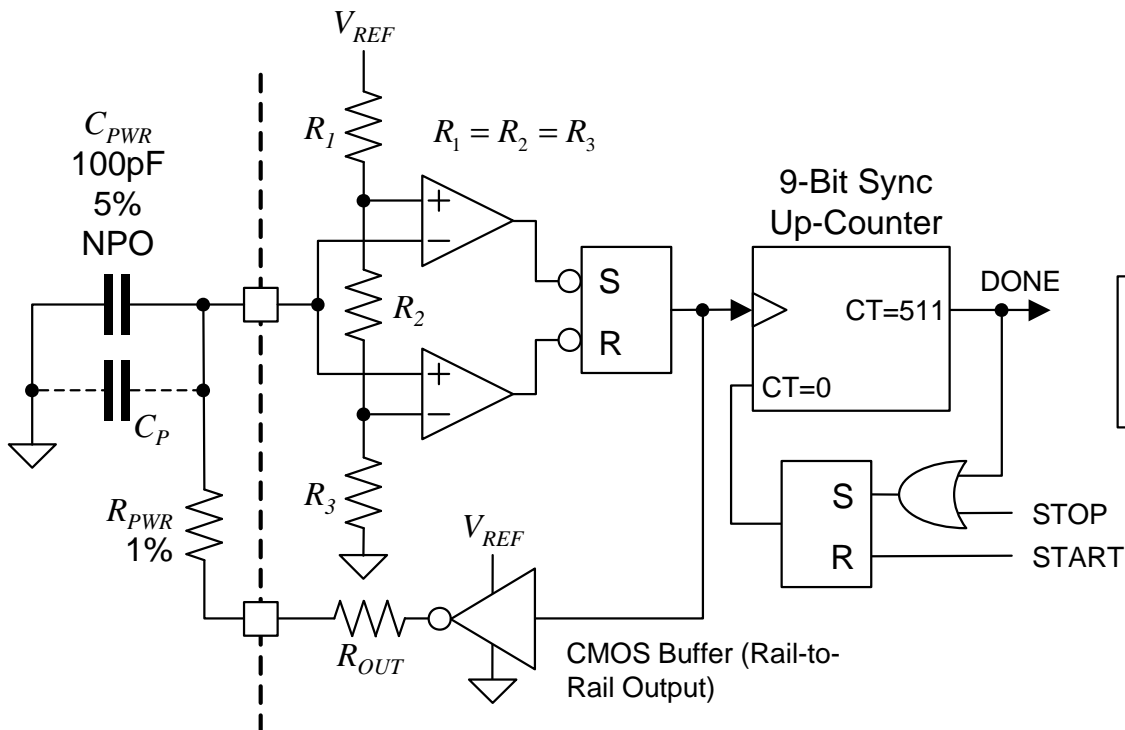 V_REF
C_PWR
100pF
5%
NPO
R_1
R_1 = R_2 = R_3
9-Bit Sync
Up-Counter
+
−
S
R
R_2
CT=511
DONE
CT=0
+
−
C_P
R_3
R_PWR
1%
V_REF
S
R
STOP
START
R_OUT
CMOS Buffer (Rail-to-
Rail Output)